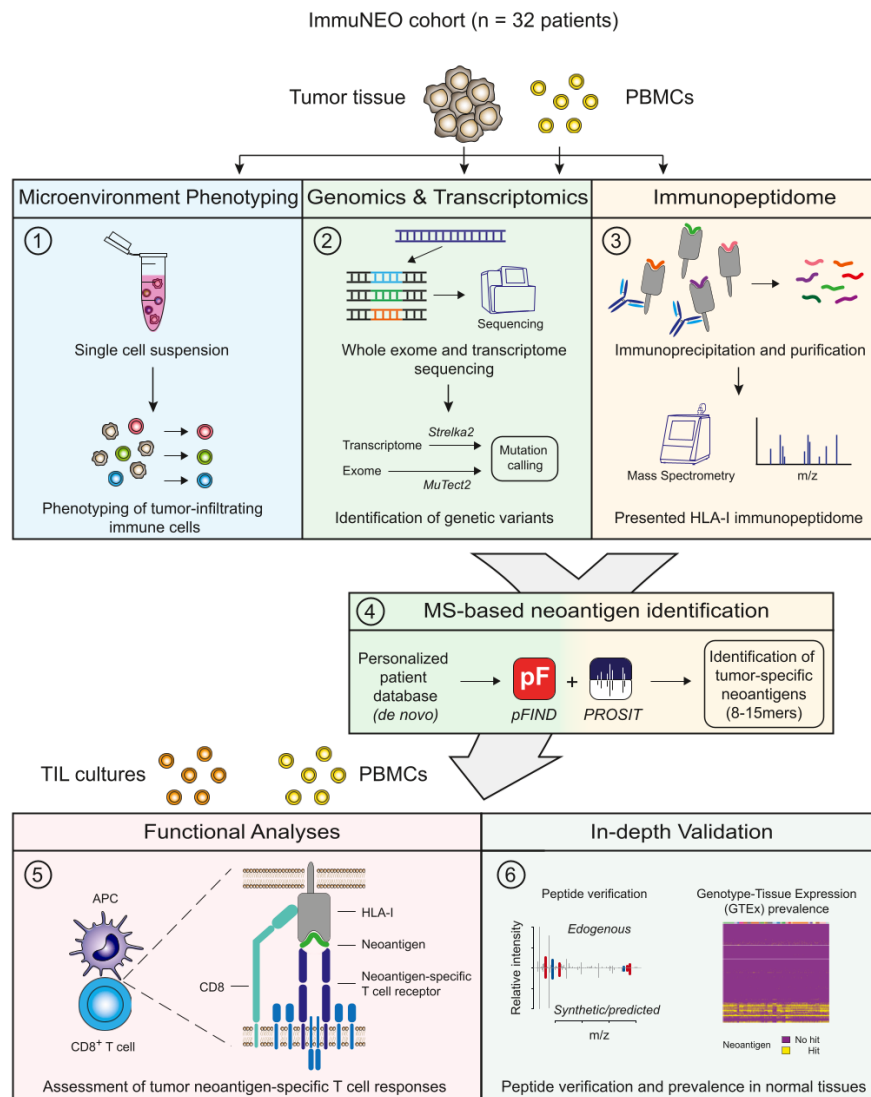 ImmuNEO cohort (n = 32 patients)
Tumor tissue
PBMCs
Microenvironment Phenotyping
1
Single cell suspension
Phenotyping of tumor-infiltrating
immune cells
Genomics & Transcriptomics
2
Sequencing
Whole exome and transcriptome
sequencing
Transcriptome
Strelka2
Exome
MuTect2
Mutation
calling
Identification of genetic variants
Immunopeptidome
3
Immunoprecipitation and purification
Mass Spectrometry
m/z
Presented HLA-I immunopeptidome
4
MS-based neoantigen identification
Personalized
patient
database
(de novo)
pF
pFIND
+
PROSIT
Identification of
tumor-specific
neoantigens
(8-15mers)
TIL cultures
PBMCs
Functional Analyses
5
APC
CD8+ T cell
CD8
HLA-I
Neoantigen
Neoantigen-specific
T cell receptor
Assessment of tumor neoantigen-specific T cell responses
In-depth Validation
6
Peptide verification
Relative intensity
Edogenous
Synthetic/predicted
m/z
Genotype-Tissue Expression
(GTEx) prevalence
Neoantigen
No hit
Hit
Peptide verification and prevalence in normal tissues